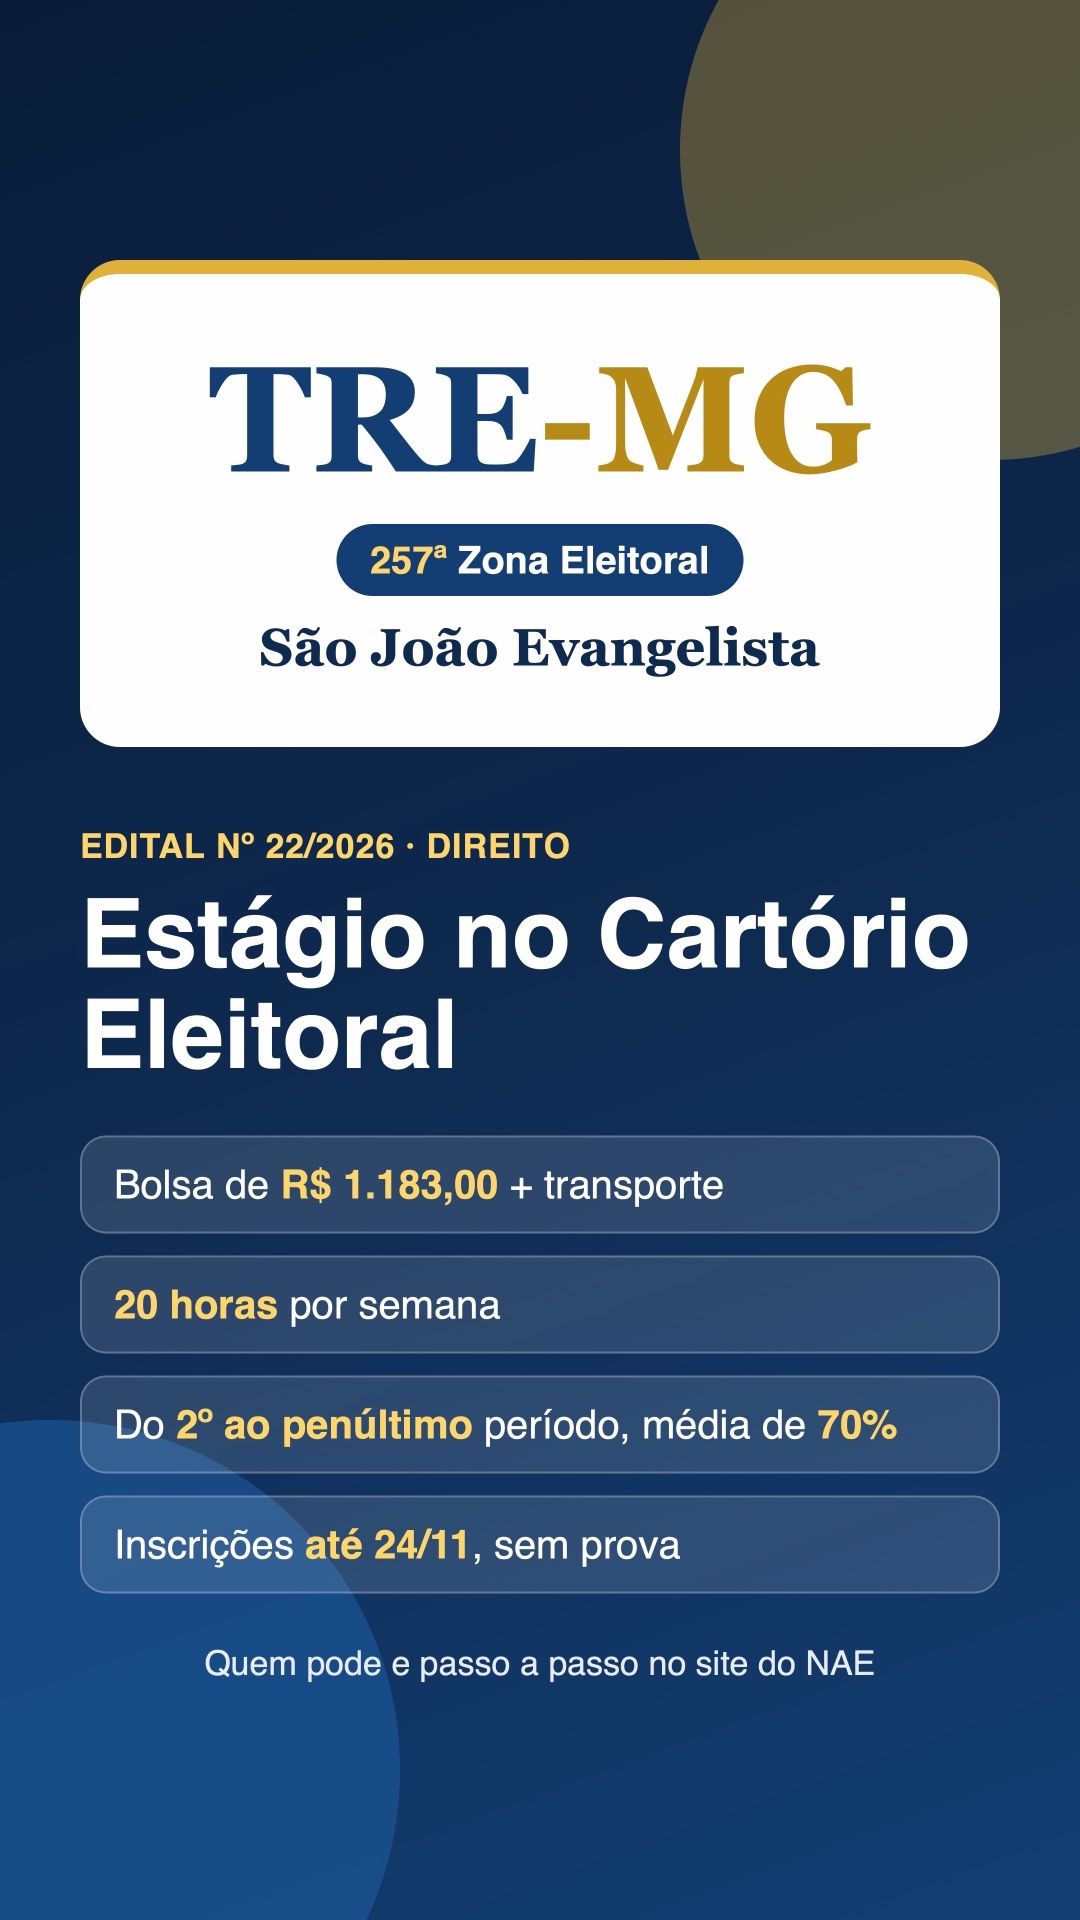 TRE-MG
257ª Zona Eleitoral
São João Evangelista
EDITAL Nº 22/2026 · DIREITO
Estágio no Cartório
Eleitoral
Bolsa de R$ 1.183,00 + transporte
20 horas por semana
Do 2º ao penúltimo período, média de 70%
Inscrições até 24/11, sem prova
Quem pode e passo a passo no site do NAE